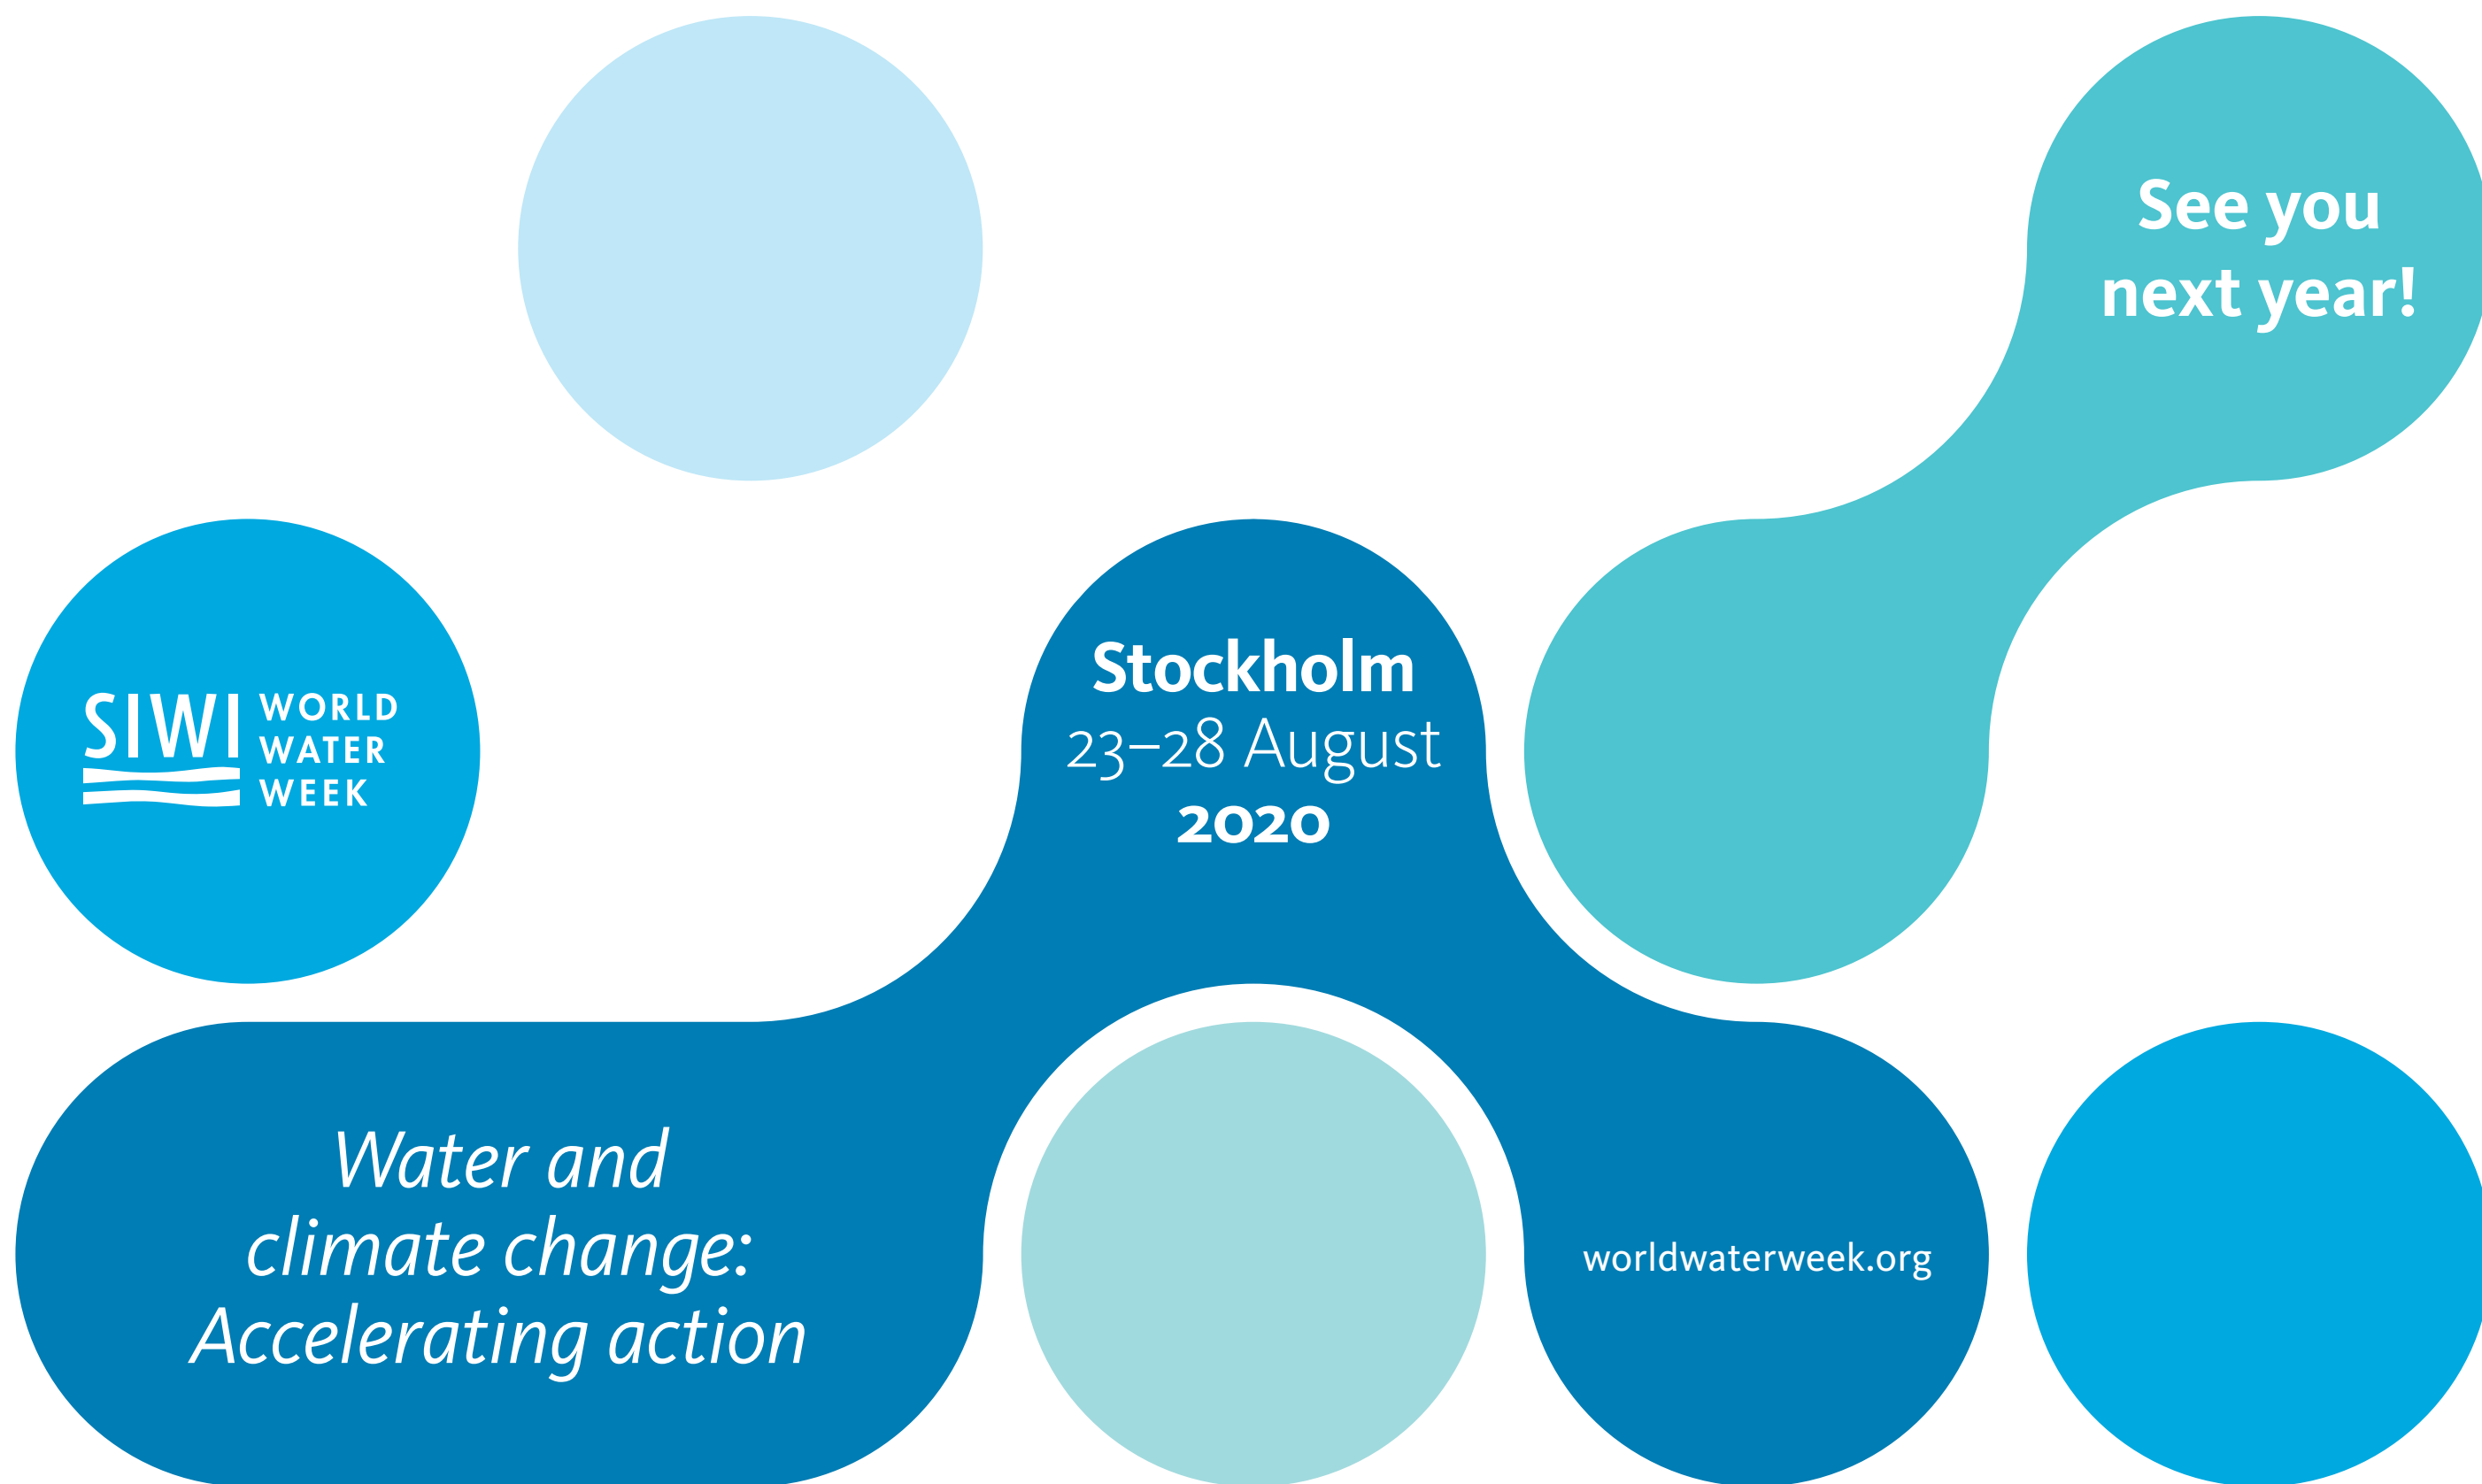 See you
next year!
SIWI WORLD
WATER
WEEK
Stockholm
23–28 August
2020
Water and
climate change:
Accelerating action
worldwaterweek.org